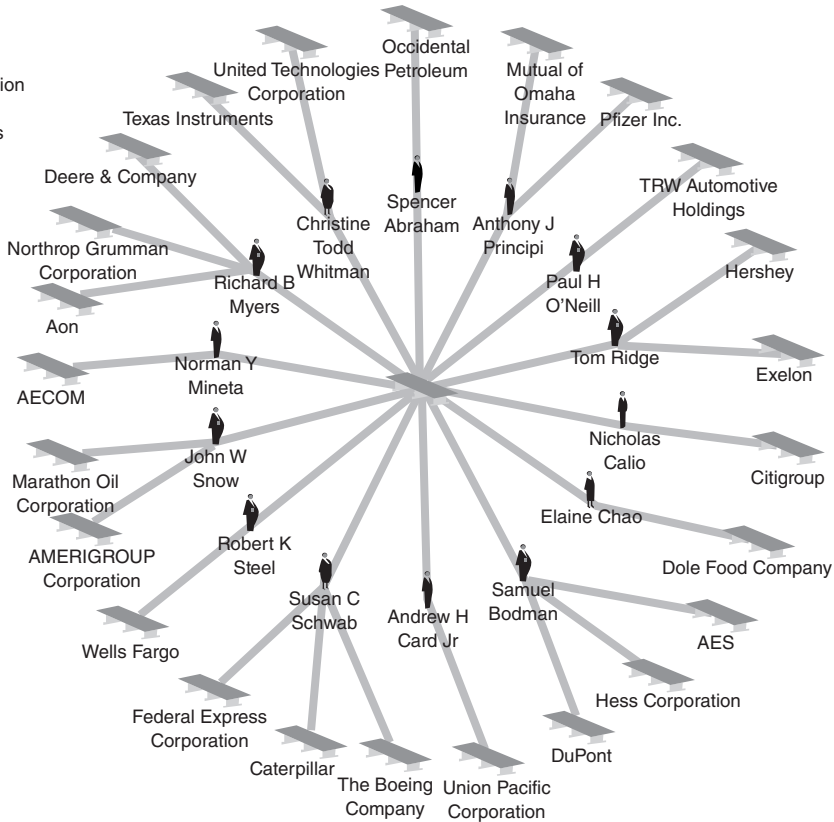 Occidental
Petroleum
United Technologies
Corporation
Mutual of
Omaha
Insurance
Texas Instruments
Pfizer Inc.
tion
s
Deere & Company
TRW Automotive
Holdings
Spencer
Abraham
Christine
Todd
Whitman
Anthony J
Principi
Northrop Grumman
Corporation
Richard B
Myers
Paul H
O'Neill
Hershey
Aon
Norman Y
Mineta
Tom Ridge
Exelon
AECOM
John W
Snow
Nicholas
Calio
Marathon Oil
Corporation
Citigroup
Elaine Chao
AMERIGROUP
Corporation
Robert K
Steel
Dole Food Company
Susan C
Schwab
Andrew H
Card Jr
Samuel
Bodman
Wells Fargo
AES
Hess Corporation
Federal Express
Corporation
DuPont
Caterpillar
The Boeing
Company
Union Pacific
Corporation